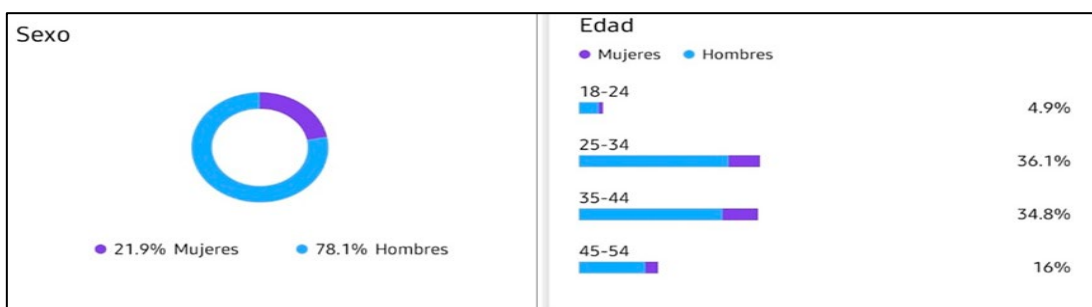 Sexo
21.9% Mujeres 78.1% Hombres
Edad
Mujeres Hombres
18-24
4.9%
25-34
36.1%
35-44
34.8%
45-54
16%